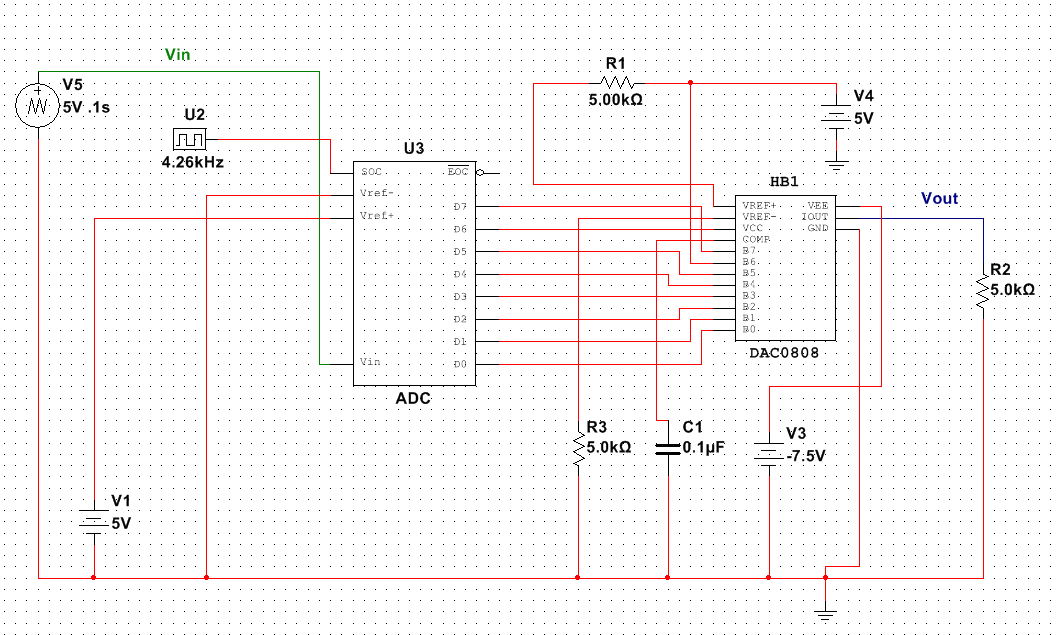 Vin
V5
5V .1s
U2
4.26kHz
R1
5.00kΩ
V4
5V
U3
SOC
Vref-
Vref+
Vin
EOC
D7
D6
D5
D4
D3
D2
D1
D0
ADC
HB1
VREF+
VREF-
VCC
COMP
B7
B6
B5
B4
B3
B2
B1
B0
VEE
IOUT
GND
DAC0808
Vout
R2
5.0kΩ
R3
5.0kΩ
C1
0.1µF
V3
-7.5V
V1
5V